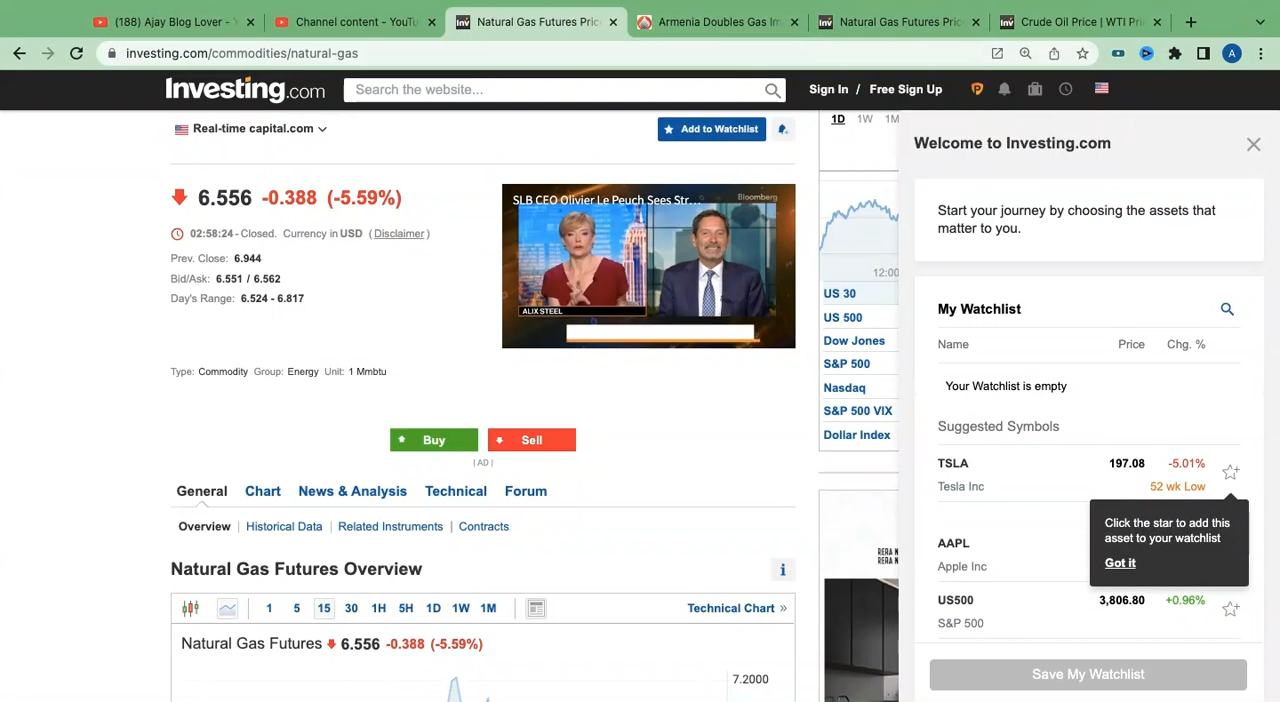 (188) Ajay Blog Lover - Y
Channel content - YouTu
Natural Gas Futures Pric
Armenia Doubles Gas Im
Natural Gas Futures Pric
Crude Oil Price | WTI Pri
investing.com/commodities/natural-gas
A
Investing.com
Search the website...
Sign In / Free Sign Up
Real-time capital.com
Add to Watchlist
1D 1W 1M
Welcome to Investing.com
Start your journey by choosing the assets that
matter to you.
6.556 -0.388 (-5.59%)
02:58:24 - Closed. Currency in USD ( Disclaimer )
Prev. Close: 6.944
Bid/Ask: 6.551 / 6.562
Day's Range: 6.524 - 6.817
SLB CEO Olivier Le Peuch Sees Str...
Bloomberg
ALIX STEEL
12:00
US 30
US 500
Dow Jones
S&P 500
Nasdaq
S&P 500 VIX
Dollar Index
My Watchlist
Name Price Chg. %
Your Watchlist is empty
Suggested Symbols
TSLA 197.08 -5.01%
Tesla Inc 52 wk Low
Click the star to add this
asset to your watchlist
Got it
AAPL
Apple Inc
US500 3,806.80 +0.96%
S&P 500
Save My Watchlist
Type: Commodity Group: Energy Unit: 1 Mmbtu
Buy
Sell
| AD |
General Chart News & Analysis Technical Forum
Overview | Historical Data | Related Instruments | Contracts
Natural Gas Futures Overview
1 5 15 30 1H 5H 1D 1W 1M
Technical Chart »
Natural Gas Futures 6.556 -0.388 (-5.59%)
7.2000
RERA N
RERA N